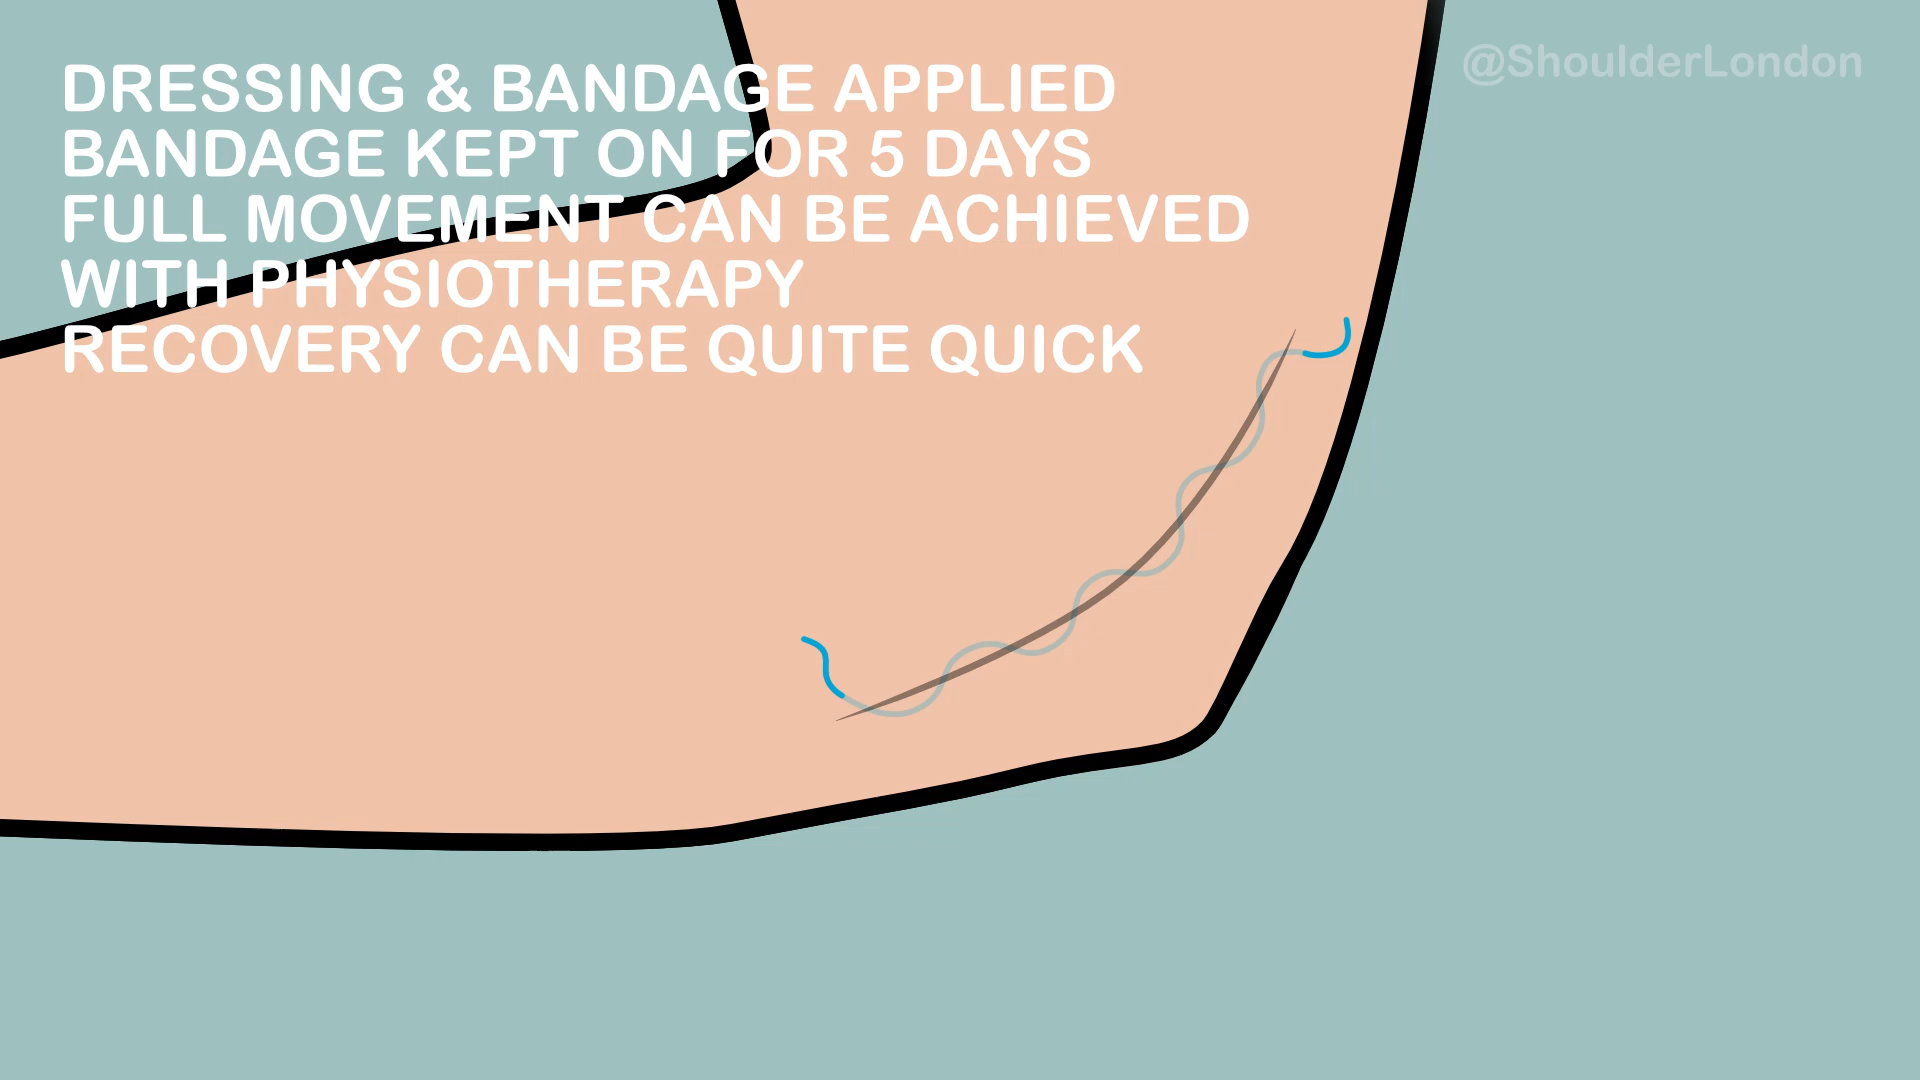 DRESSING & BANDAGE APPLIED
BANDAGE KEPT ON FOR 5 DAYS
FULL MOVEMENT CAN BE ACHIEVED
WITH PHYSIOTHERAPY
RECOVERY CAN BE QUITE QUICK
@ShoulderLondon